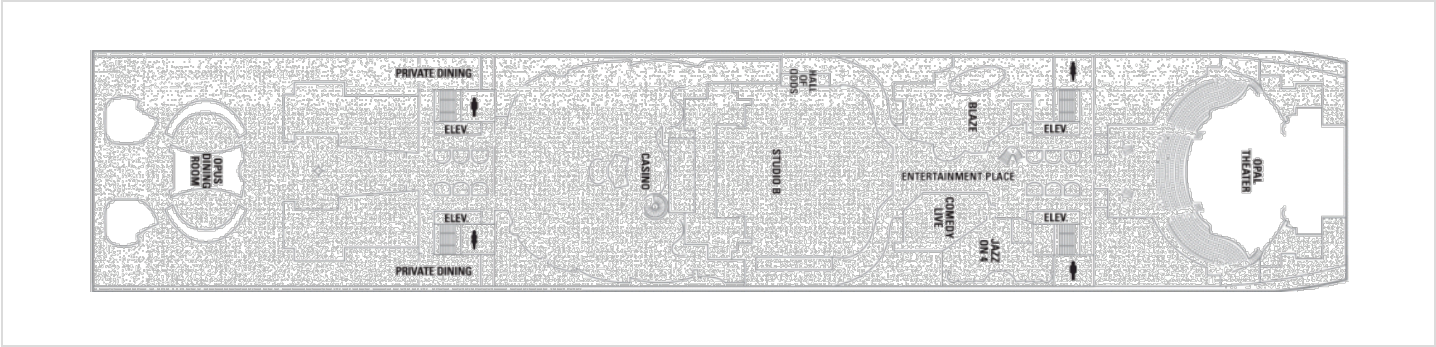 PRIVATE DINING
ELEV.
OPUS
DINING
ROOM
ELEV.
PRIVATE DINING
CASINO
STUDIO B
HALL
OF
ODDS
BLAZE
ELEV.
ENTERTAINMENT PLACE
COMEDY
LIVE
JAZZ
ON 4
ELEV.
OPAL
THEATER